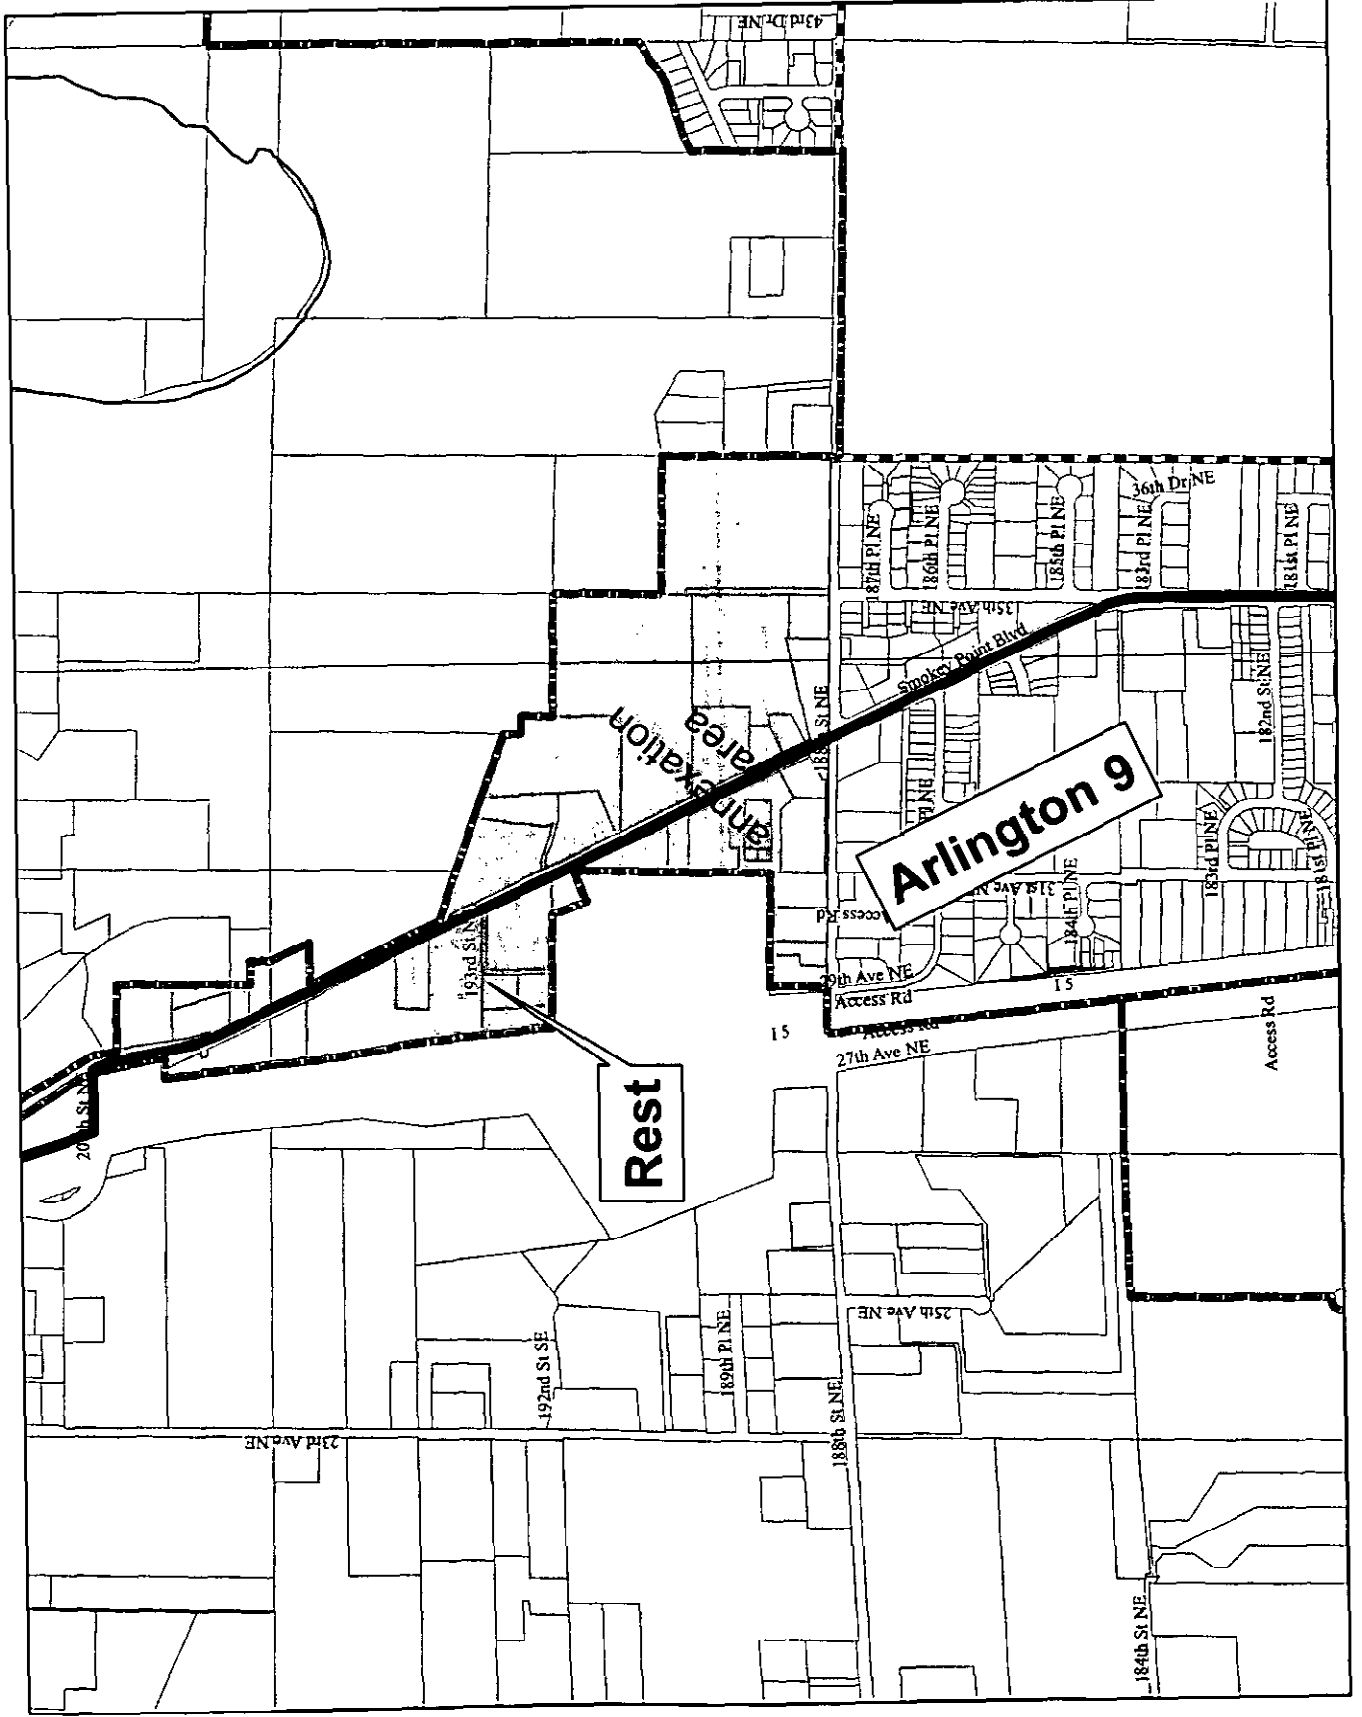 43rd Dr NE
36th Dr NE
187th Pl NE
186th Pl NE
185th Pl NE
183rd Pl NE
181st Pl NE
35th Ave NE
Smokey Point Blvd
annexation
area
St NE
182nd St NE
Arlington 9
Pl NE
183rd Pl NE
181st Pl NE
31st Ave NE
184th Pl NE
Access Rd
193rd St N
29th Ave NE
Access Rd
I 5
I 5
Access Rd
27th Ave NE
Access Rd
Rest
St N
25th Ave NE
192nd St SE
189th Pl NE
188th St NE
23rd Ave NE
184th St NE